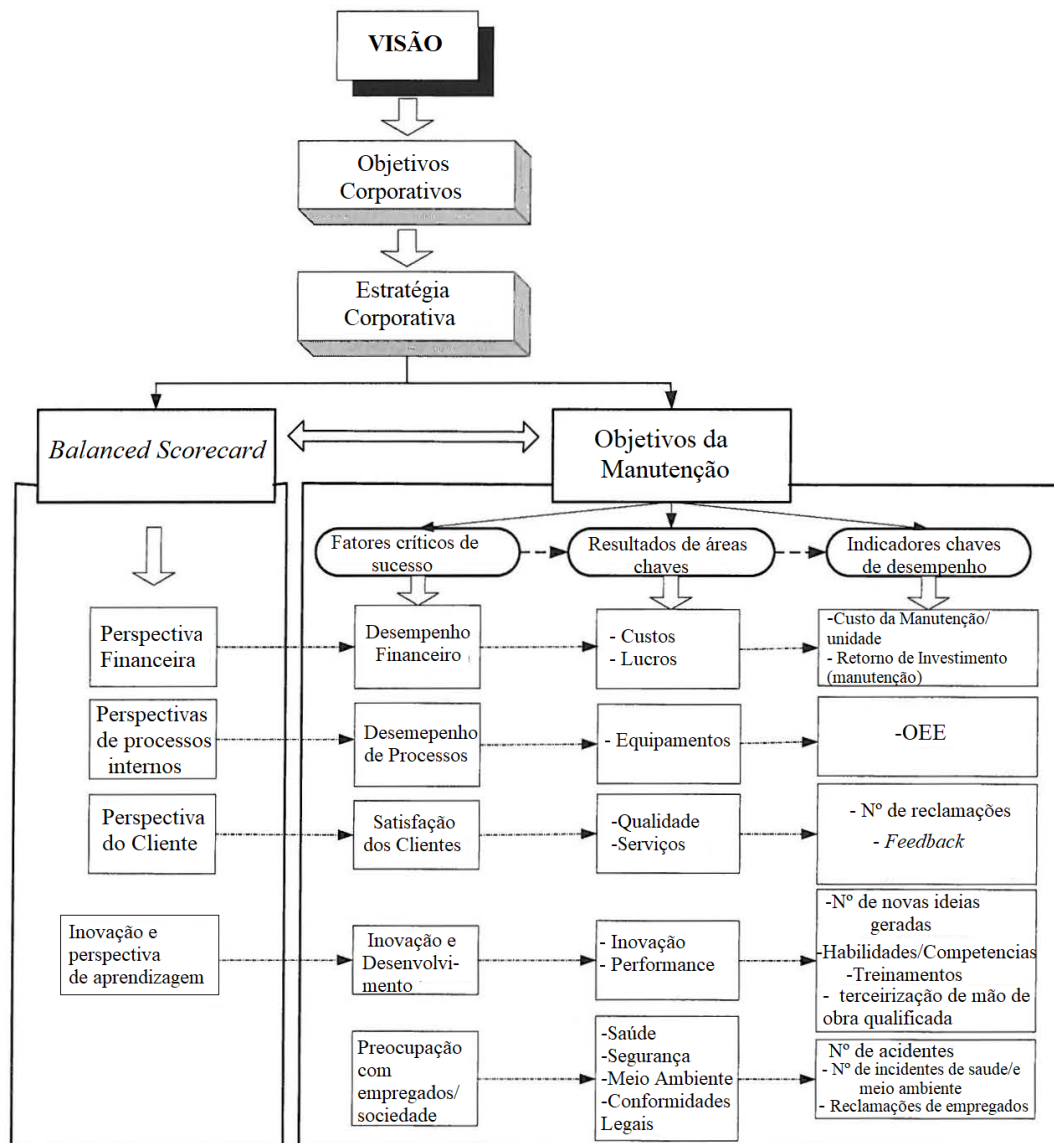 VISÃO
Objetivos
Corporativos
Estratégia
Corporativa
Balanced Scorecard
Objetivos da
Manutenção
Fatores críticos de
sucesso
Resultados de áreas
chaves
Indicadores chaves
de desempenho
Perspectiva
Financeira
Desempenho
Financeiro
- Custos
- Lucros
-Custo da Manutenção/
unidade
- Retorno de Investimento
(manutenção)
Perspectivas
de processos
internos
Desemepenho
de Processos
- Equipamentos
-OEE
Perspectiva
do Cliente
Satisfação
dos Clientes
-Qualidade
-Serviços
- Nº de reclamações
- Feedback
Inovação e
perspectiva
de aprendizagem
Inovação e
Desenvolvi-
mento
- Inovação
- Performance
-Nº de novas ideias
geradas
-Habilidades/Competencias
-Treinamentos
- terceirização de mão de
obra qualificada
Preocupação
com
empregados/
sociedade
-Saúde
-Segurança
-Meio Ambiente
-Conformidades
Legais
Nº de acidentes
- Nº de incidentes de saude/e
meio ambiente
- Reclamações de empregados